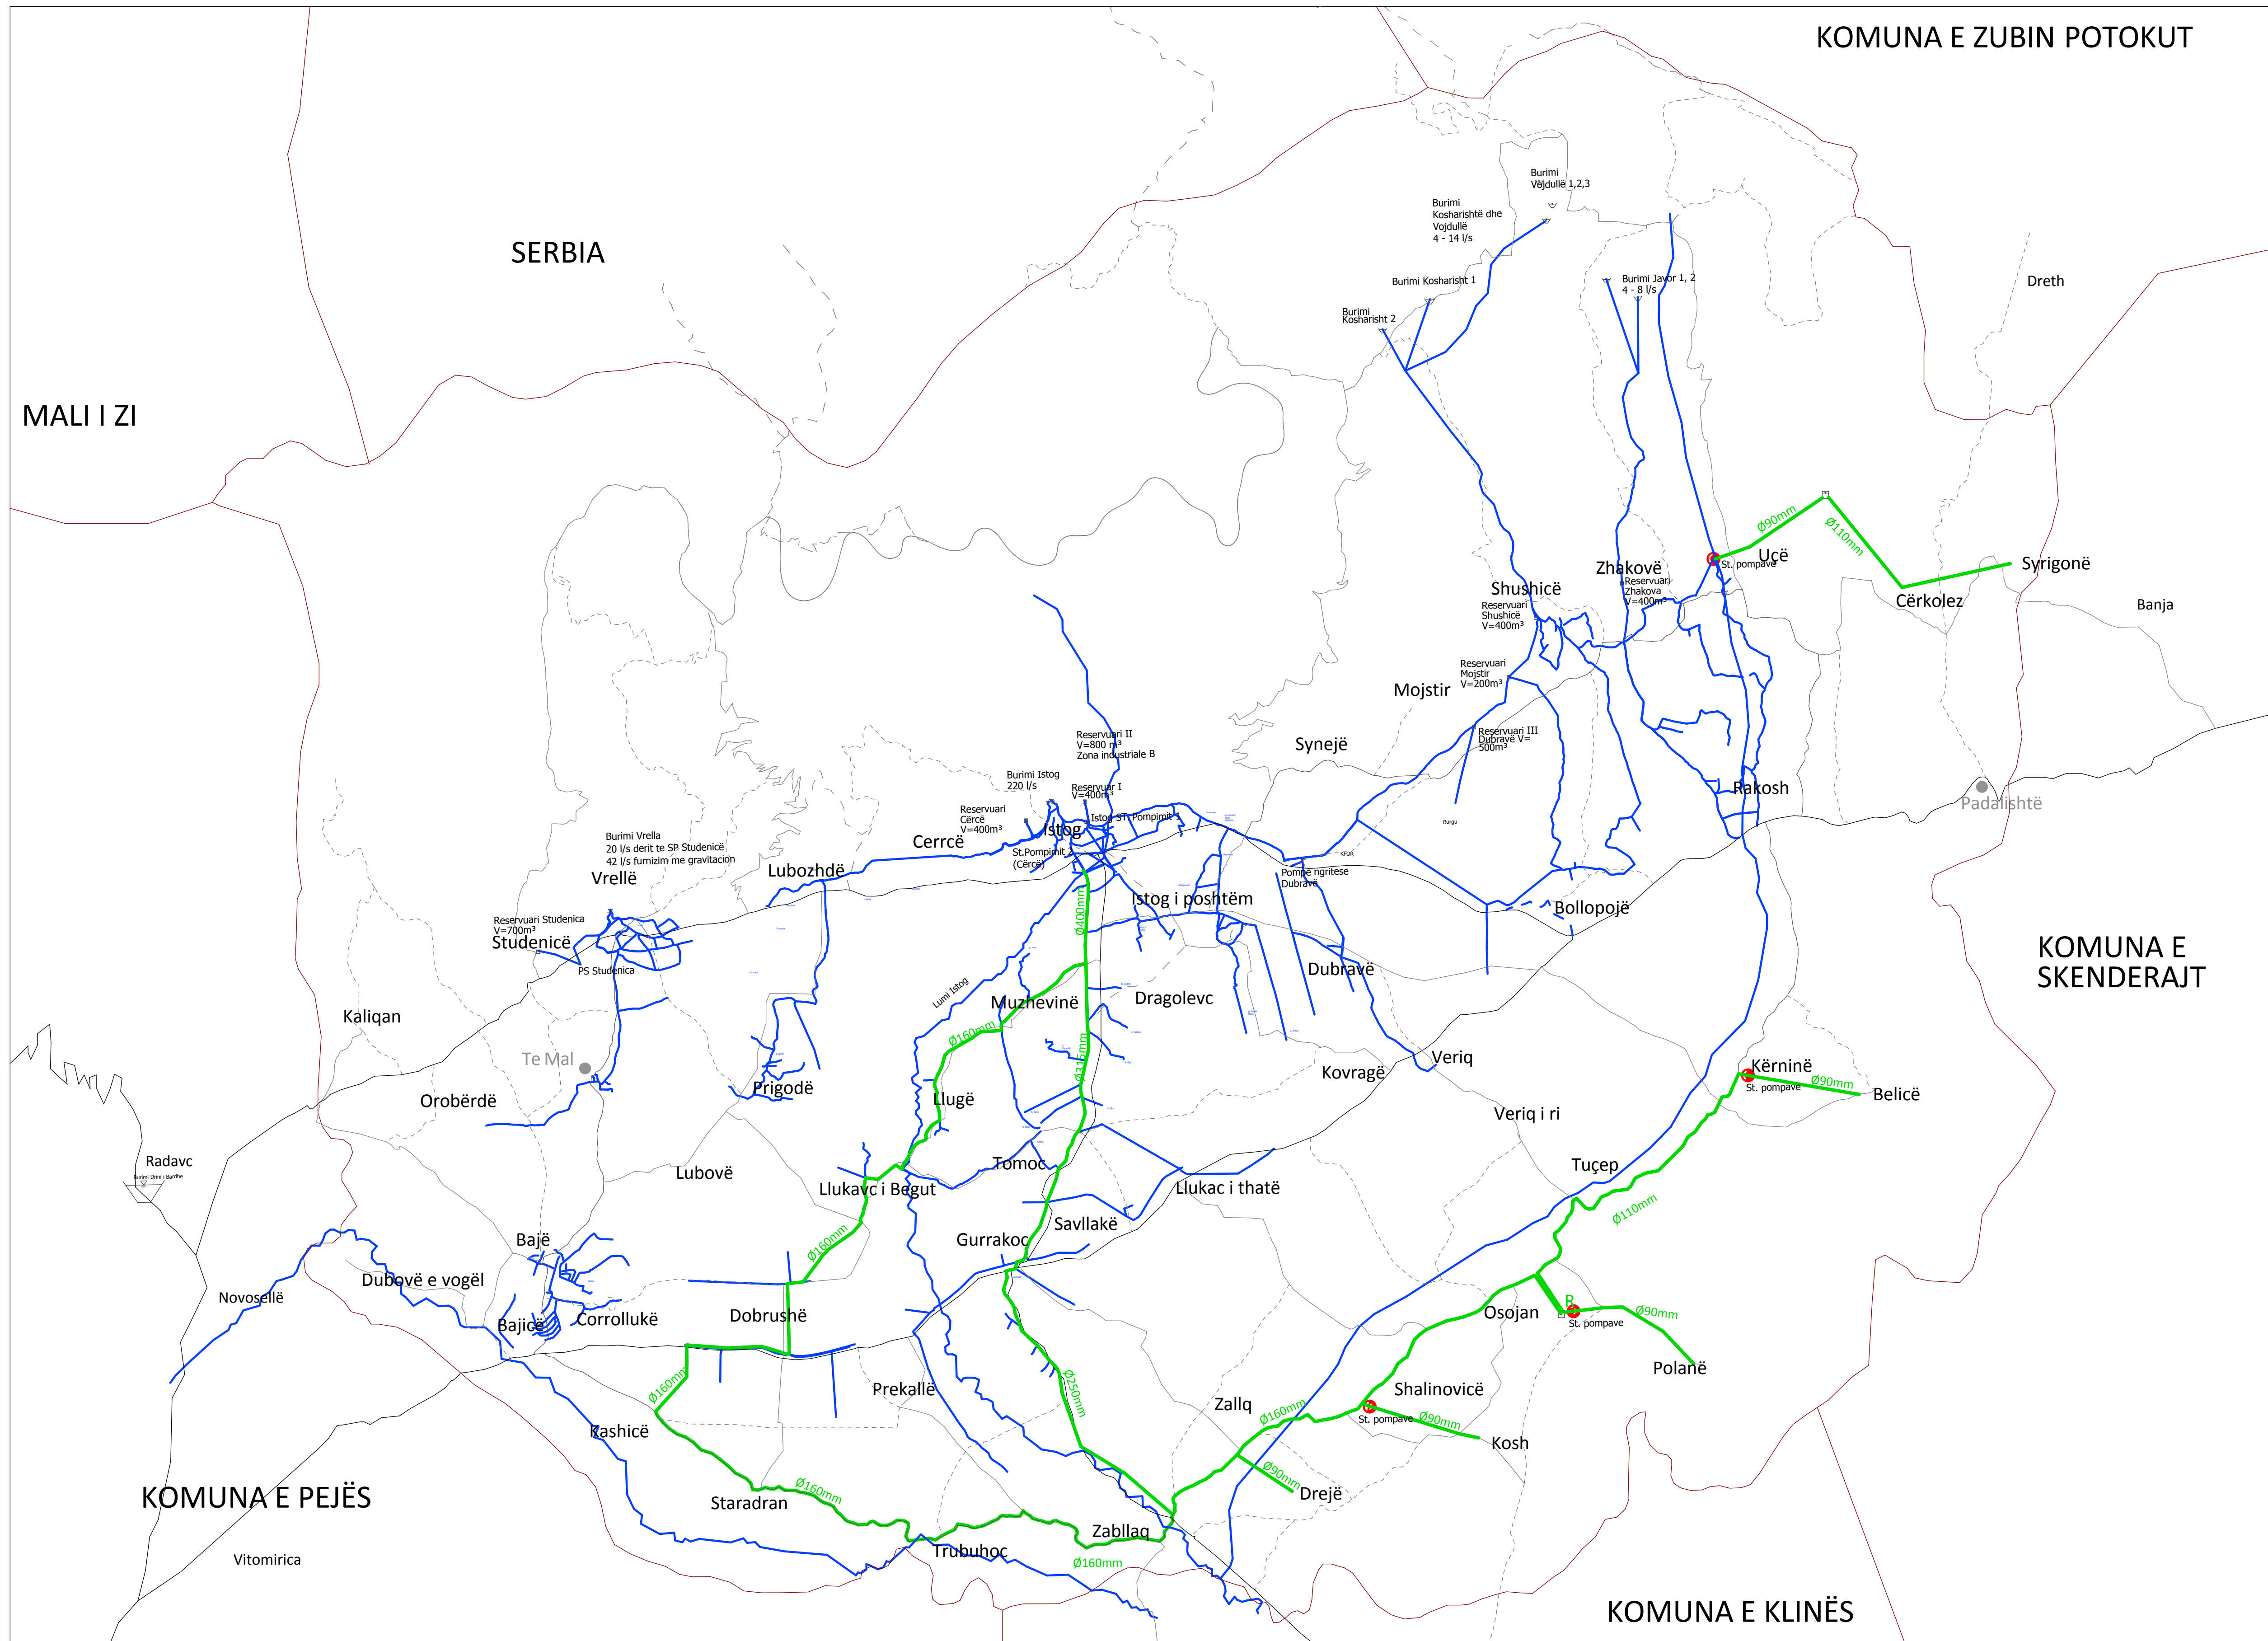 KOMUNA E ZUBIN POTOKUT
SERBIA
MALI I ZI
Burimi
Vojdullë 1,2,3
Burimi
Kosharishtë dhe
Vojdullë
4 - 14 l/s
Burimi Kosharisht 1
Burimi
Kosharisht 2
Burimi Javor 1, 2
4 - 8 l/s
Dreth
Ø90mm
Ø110mm
Uçë
St. pompave
Syrigonë
Cërkolez
Banja
Zhakovë
Reservuari
Zhakova
V=400m³
Shushicë
Reservuari
Shushicë
V=400m³
Reservuari
Mojstir
V=200m³
Mojstir
Reservuari III
Dubravë V=
500m³
Synejë
Reservuari II
V=800 m³
Zona industriale B
Burimi Istog
220 l/s
Reservuar I
V=400m³
Reservuari
Cërcë
V=400m³
Istog ST. Pompimit 1
Istog
St.Pompimit 2
(Cërcë)
Cerrcë
Rakosh
Padalishtë
Burgu
KFOR
Pompe ngritese
Dubravë
Burimi Vrella
20 l/s derit te SP Studenicë
42 l/s furnizim me gravitacion
Vrellë
Lubozhdë
Istog i poshtëm
Bollopojë
Reservuari Studenica
V=700m³
Studenicë
PS Studenica
Ø400mm
KOMUNA E
SKENDERAJT
Dubravë
Lumi Istog
Muzhevinë
Dragolevc
Kaliqan
Ø160mm
Ø315mm
Te Mal
Orobërdë
Prigodë
Llugë
Kovragë
Veriq
Kërninë
St. pompave
Ø90mm
Belicë
Veriq i ri
Radavc
Burimi Drini i Bardhe
Lubovë
Tomoc
Tuçep
Llukavc i Begut
Llukac i thatë
Ø110mm
Savllakë
Gurrakoc
Ø160mm
Bajë
Dubovë e vogël
Novosellë
Bajicë
Corrollukë
Dobrushë
Osojan
R
St. pompave
Ø90mm
Polanë
Ø160mm
Prekallë
Ø250mm
Shalinovicë
Zallq
Ø160mm
St. pompave
Ø90mm
Kosh
Kashicë
KOMUNA E PEJËS
Ø160mm
Staradran
Ø90mm
Drejë
Zabllaq
Trubuhoc
Ø160mm
Vitomirica
KOMUNA E KLINËS